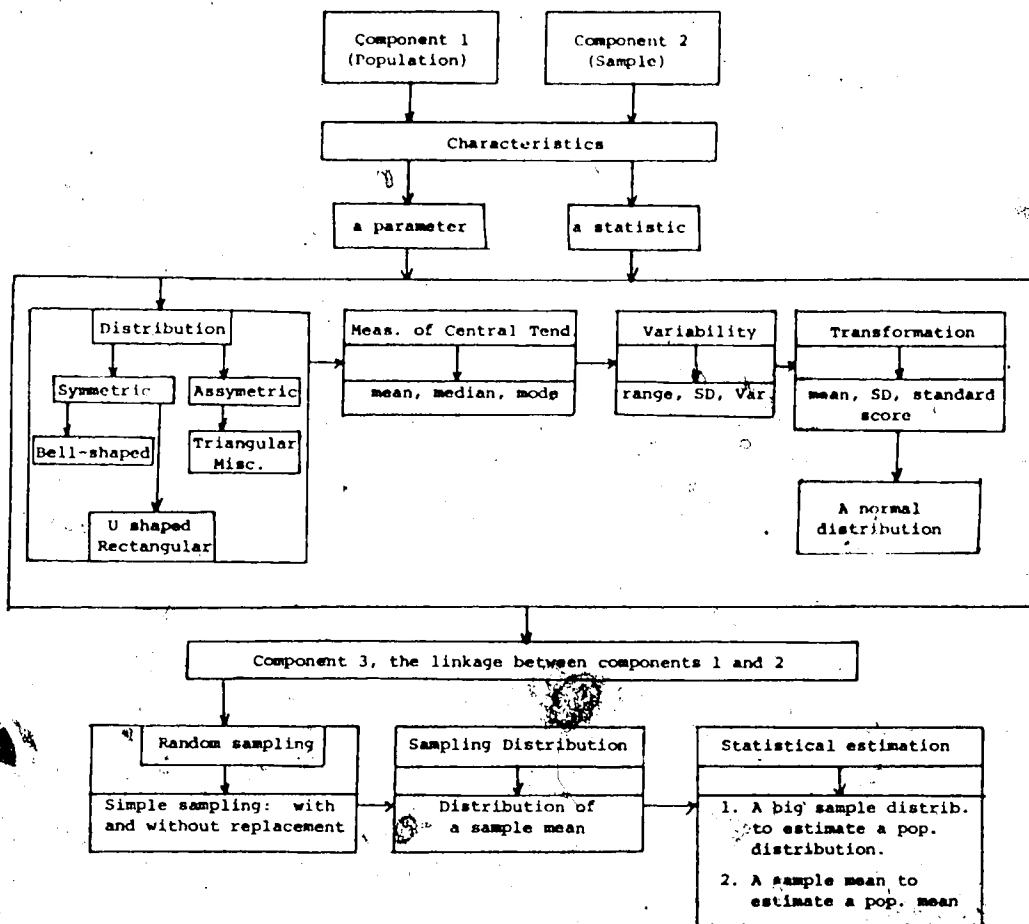 Component 1
(Population)
Component 2
(Sample)
Characteristics
a parameter
a statistic
Distribution
Symmetric
Assymetric
Bell-shaped
Triangular
Misc.
U shaped
Rectangular
Meas. of Central Tend
mean, median, mode
Variability
range, SD, Var.
Transformation
mean, SD, standard
score
A normal
distribution
Component 3, the linkage between components 1 and 2
Random sampling
Simple sampling: with
and without replacement
Sampling Distribution
Distribution of
a sample mean
Statistical estimation
1. A big sample distrib.
to estimate a pop.
distribution.
2. A sample mean to
estimate a pop. mean